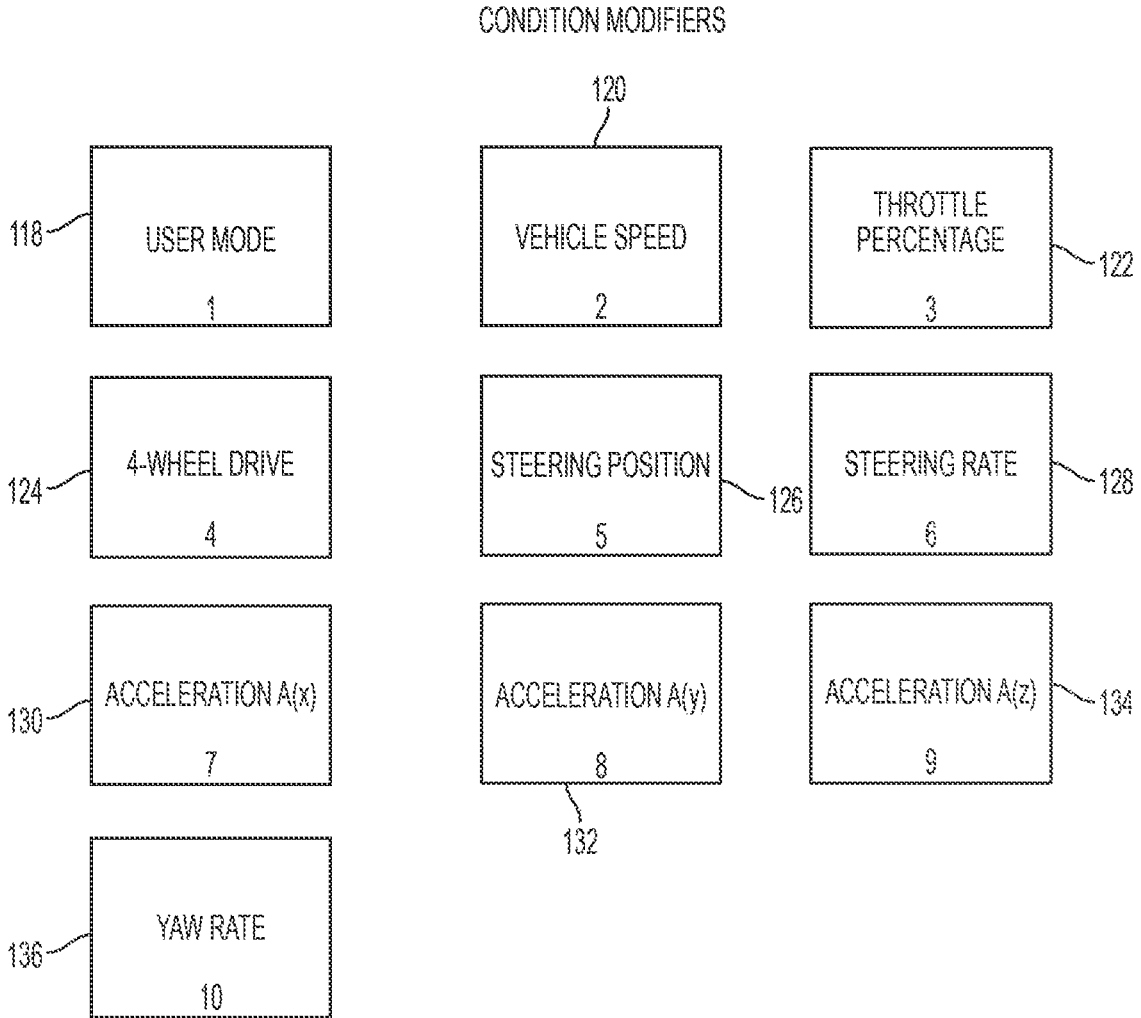 CONDITION MODIFIERS
120
118
USER MODE
1
VEHICLE SPEED
2
THROTTLE
PERCENTAGE
3
122
124
4-WHEEL DRIVE
4
STEERING POSITION
5
126
STEERING RATE
6
128
130
ACCELERATION A(x)
7
ACCELERATION A(y)
8
132
ACCELERATION A(z)
9
134
136
YAW RATE
10